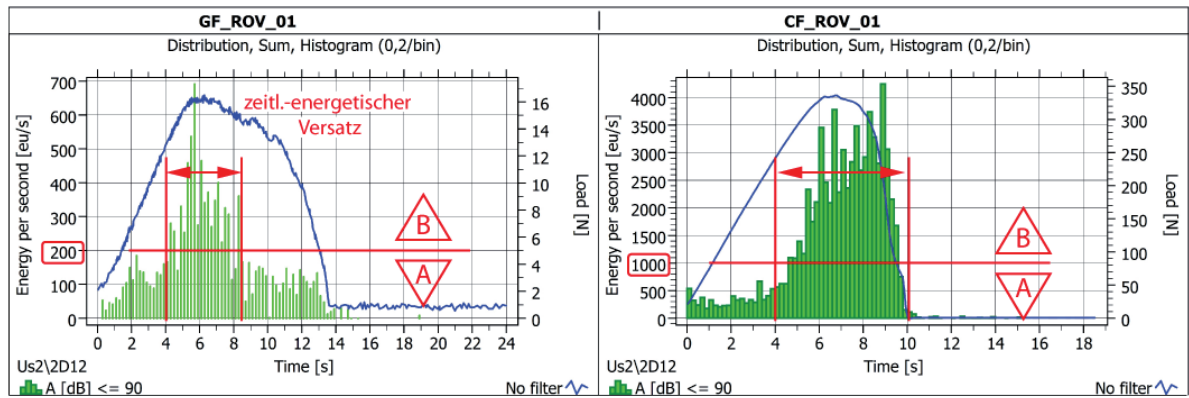 GF_ROV_01
Distribution, Sum, Histogram (0,2/bin)
Energy per second [eu/s]
700
600
500
400
300
200
100
0
zeitl.-energetischer
Versatz
B
A
16
14
12
10
8
6
4
2
0
Load [N]
0 2 4 6 8 10 12 14 16 18 20 22 24
Time [s]
Us2\2D12
A [dB] <= 90
No filter
CF_ROV_01
Distribution, Sum, Histogram (0,2/bin)
Energy per second [eu/s]
4000
3500
3000
2500
2000
1500
1000
500
0
B
A
350
300
250
200
150
100
50
0
Load [N]
0 2 4 6 8 10 12 14 16 18
Time [s]
Us2\2D12
A [dB] <= 90
No filter